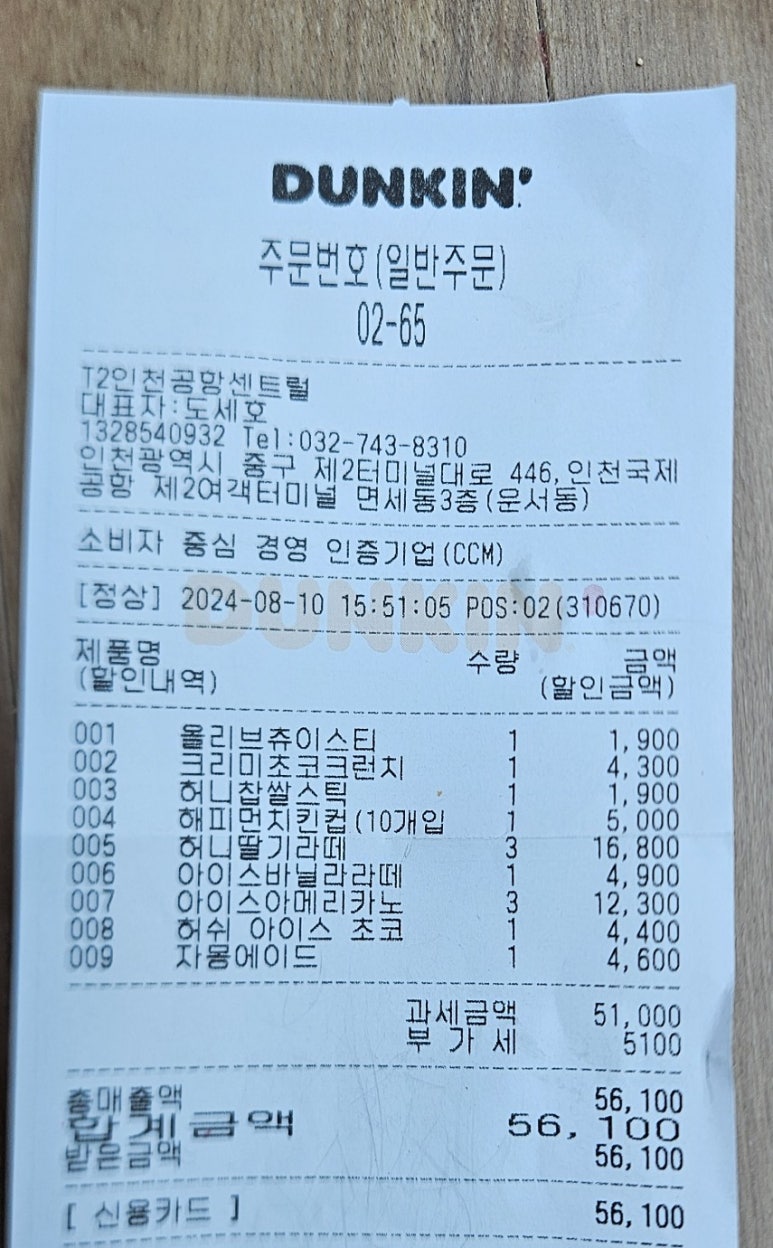 DUNKIN'
주문번호(일반주문)
02-65
T2인천공항센트럴
대표자:도세호
1328540932 Tel:032-743-8310
인천광역시 중구 제2터미널대로 446,인천국제
공항 제2여객터미널 면세동3층(운서동)
소비자 중심 경영 인증기업(CCM)
DUNKIN'
[정상] 2024-08-10 15:51:05 POS:02(310670)
제품명 수량 금액
(할인내역) (할인금액)
001 올리브츄이스티 1 1,900
002 크리미초코크런치 1 4,300
003 허니찹쌀스틱 1 1,900
004 해피먼치킨컵(10개입 1 5,000
005 허니딸기라떼 3 16,800
006 아이스바닐라라떼 1 4,900
007 아이스아메리카노 3 12,300
008 허쉬 아이스 초코 1 4,400
009 자몽에이드 1 4,600
과세금액 51,000
부 가 세 5100
총매출액 56,100
합계금액 56,100
받은금액 56,100
[ 신용카드 ] 56,100